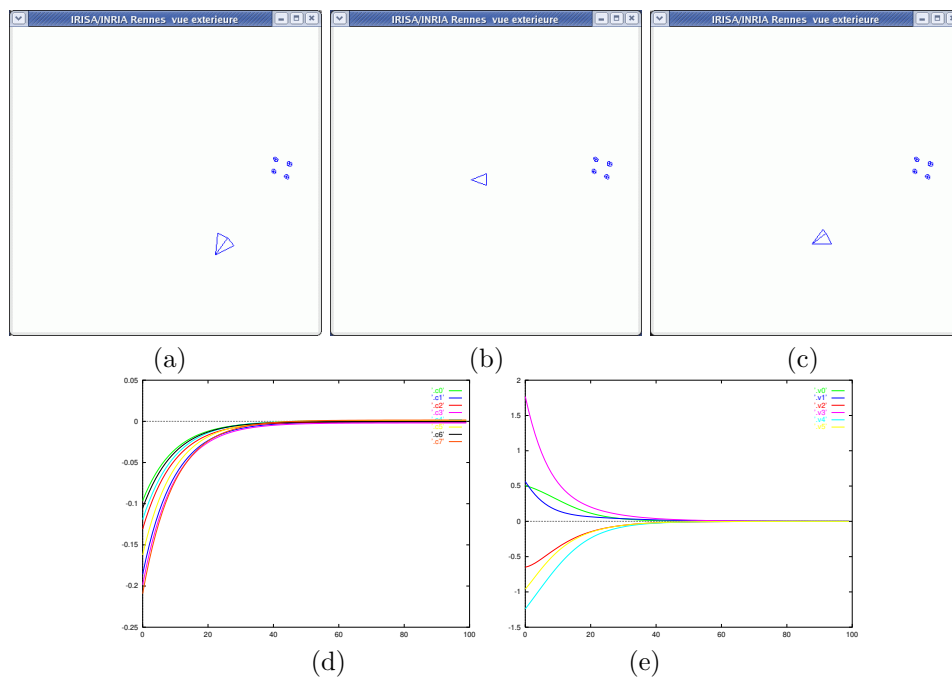 IRISA/INRIA Rennes vue exterieure
IRISA/INRIA Rennes vue exterieure
IRISA/INRIA Rennes vue exterieure
(a)
(b)
(c)
0.05
0
-0.05
-0.1
-0.15
-0.2
-0.25
0
20
40
60
80
100
'.c0'
'.c1'
'.c2'
'.c3'
'.c6'
'.c7'
(d)
2
1.5
1
0.5
0
-0.5
-1
-1.5
0
20
40
60
80
100
'.v0'
'.v1'
'.v2'
'.v3'
'.v4'
(e)